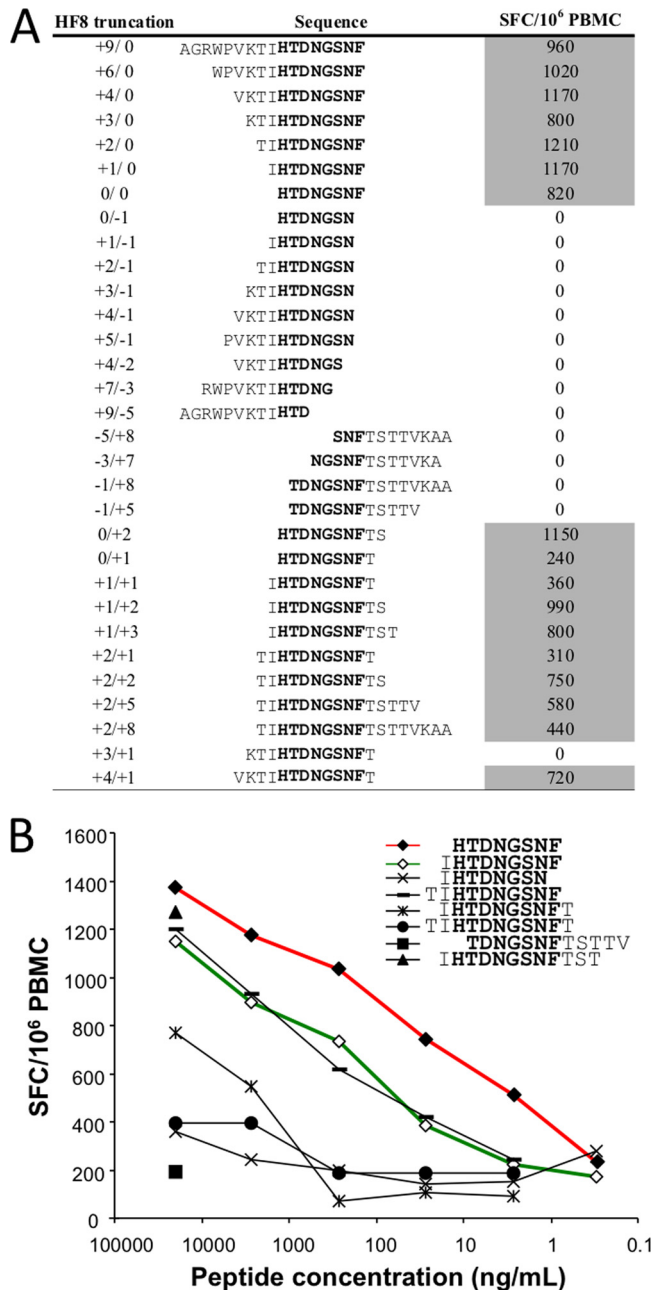 A
HF8 truncation Sequence SFC/10⁶ PBMC
+9/ 0 AGRWPVKTIHTDNGSNF 960
+6/ 0 WPVKTIHTDNGSNF 1020
+4/ 0 VKTIHTDNGSNF 1170
+3/ 0 KTIHTDNGSNF 800
+2/ 0 TIHTDNGSNF 1210
+1/ 0 IHTDNGSNF 1170
0/ 0 HTDNGSNF 820
0/-1 HTDNGSN 0
+1/-1 IHTDNGSN 0
+2/-1 TIHTDNGSN 0
+3/-1 KTIHTDNGSN 0
+4/-1 VKTIHTDNGSN 0
+5/-1 PVKTIHTDNGSN 0
+4/-2 VKTIHTDNGS 0
+7/-3 RWPVKTIHTDNG 0
+9/-5 AGRWPVKTIHTD 0
-5/+8 SNFTSTTVKAA 0
-3/+7 NGSNFTSTTVKA 0
-1/+8 TDNGSNFTSTTVKAA 0
-1/+5 TDNGSNFTSTTV 0
0/+2 HTDNGSNFTS 1150
0/+1 HTDNGSNFT 240
+1/+1 IHTDNGSNFT 360
+1/+2 IHTDNGSNFTS 990
+1/+3 IHTDNGSNFTST 800
+2/+1 TIHTDNGSNFT 310
+2/+2 TIHTDNGSNFTS 750
+2/+5 TIHTDNGSNFTSTTV 580
+2/+8 TIHTDNGSNFTSTTVKAA 440
+3/+1 KTIHTDNGSNFT 0
+4/+1 VKTIHTDNGSNFT 720
B
HTDNGSNF
IHTDNGSNF
IHTDNGSN
TIHTDNGSNF
IHTDNGSNFT
TIHTDNGSNFT
TDNGSNFTSTTV
IHTDNGSNFTST
SFC/10⁶ PBMC
1600
1400
1200
1000
800
600
400
200
0
100000 10000 1000 100 10 1 0.1
Peptide concentration (ng/mL)